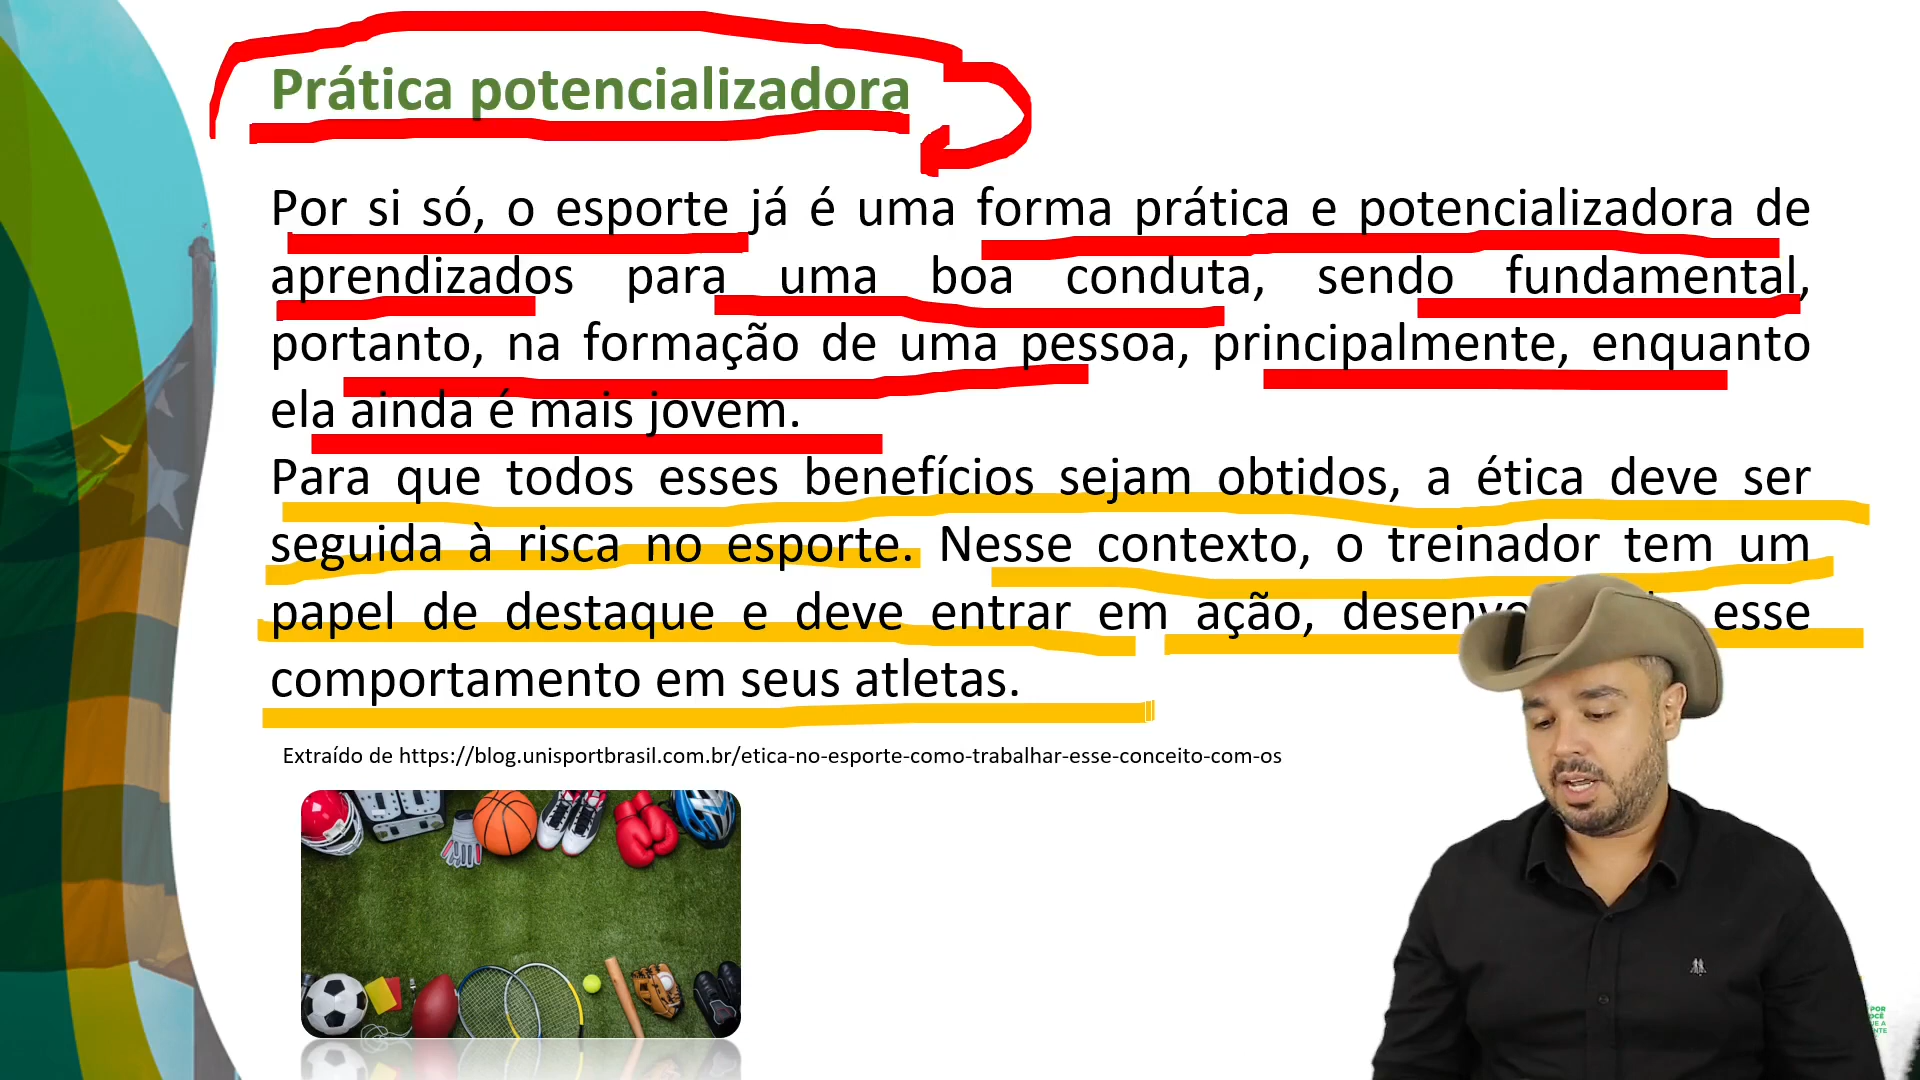 Prática potencializadora
Por si só, o esporte já é uma forma prática e potencializadora de
aprendizados para uma boa conduta, sendo fundamental,
portanto, na formação de uma pessoa, principalmente, enquanto
ela ainda é mais jovem.
Para que todos esses benefícios sejam obtidos, a ética deve ser
seguida à risca no esporte. Nesse contexto, o treinador tem um
papel de destaque e deve entrar em ação, esse
comportamento em seus atletas.
Extraído de https://blog.unisportbrasil.com.br/etica-no-esporte-como-trabalhar-esse-conceito-com-os
POR